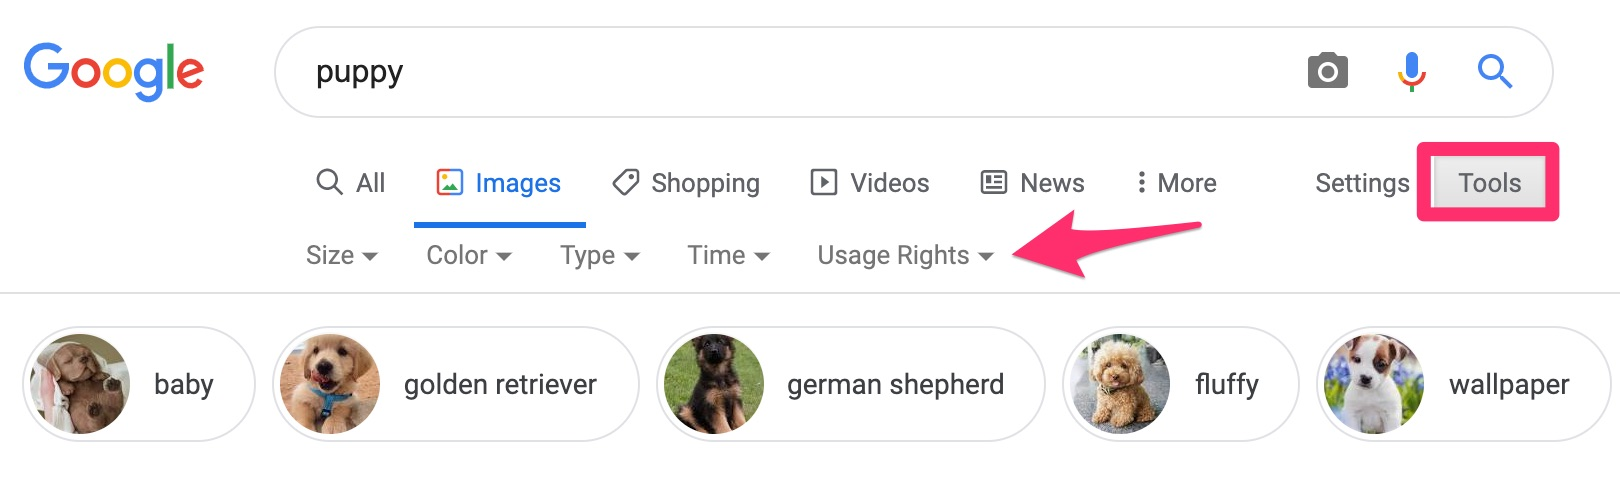 Google puppy
All Images Shopping Videos News More Settings Tools
Size Color Type Time Usage Rights
baby golden retriever german shepherd fluffy wallpaper